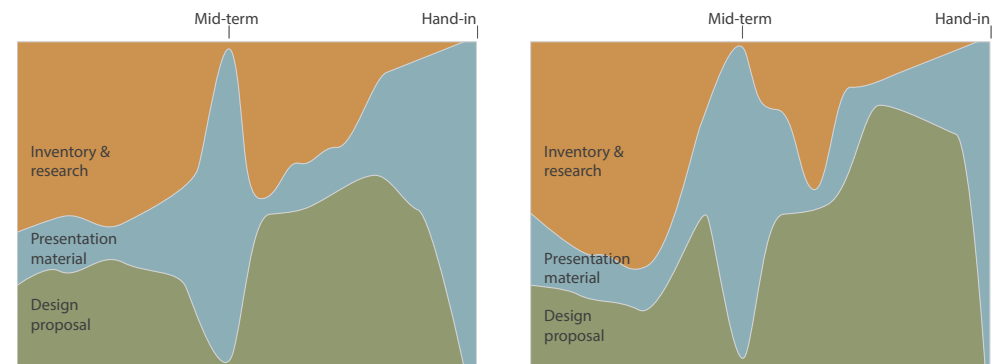 Mid-term
Hand-in
Inventory &
research
Presentation
material
Design
proposal
Mid-term
Hand-in
Inventory &
research
Presentation
material
Design
proposal